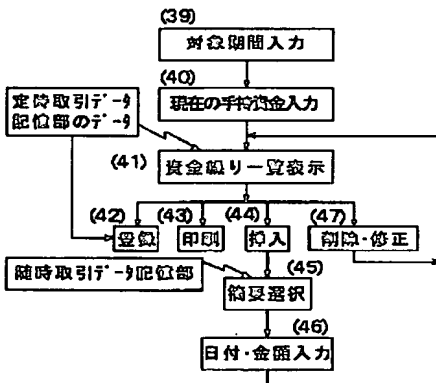 (39)
対象期間入力
(40)
現在の手持資金入力
定時取引データ
記憶部のデータ
(41)
資金繰り一覧表示
(42)
(43)
(44)
(47)
登録
印刷
挿入
削除・修正
随時取引データ記憶部
(45)
摘要選択
(46)
日付・金額入力